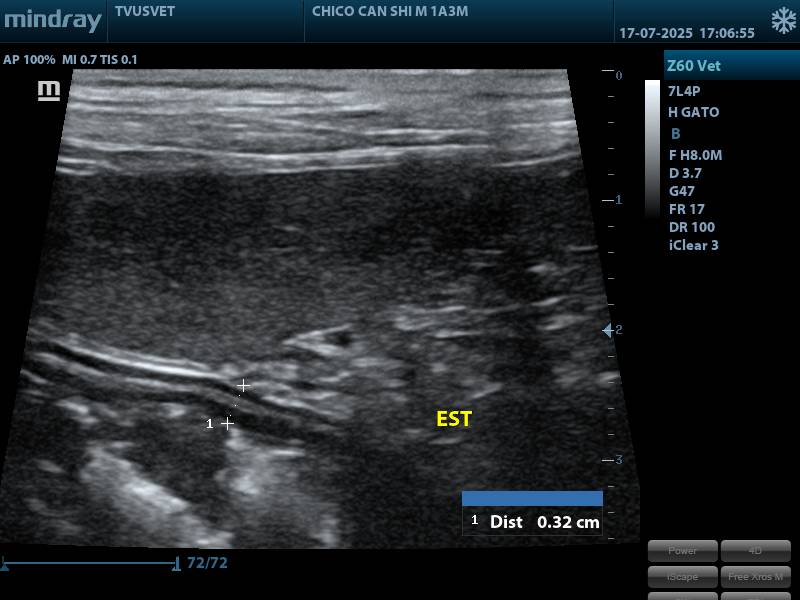 mindray
TVUSVET
CHICO CAN SHI M 1A3M
17-07-2025 17:06:55
AP 100% MI 0.7 TIS 0.1
m
Z60 Vet
7L4P
H GATO
B
F H8.0M
D 3.7
G47
FR 17
DR 100
iClear 3
0
1
2
3
1
EST
1 Dist 0.32 cm
72/72
Power
4D
iScape
Free Xros M